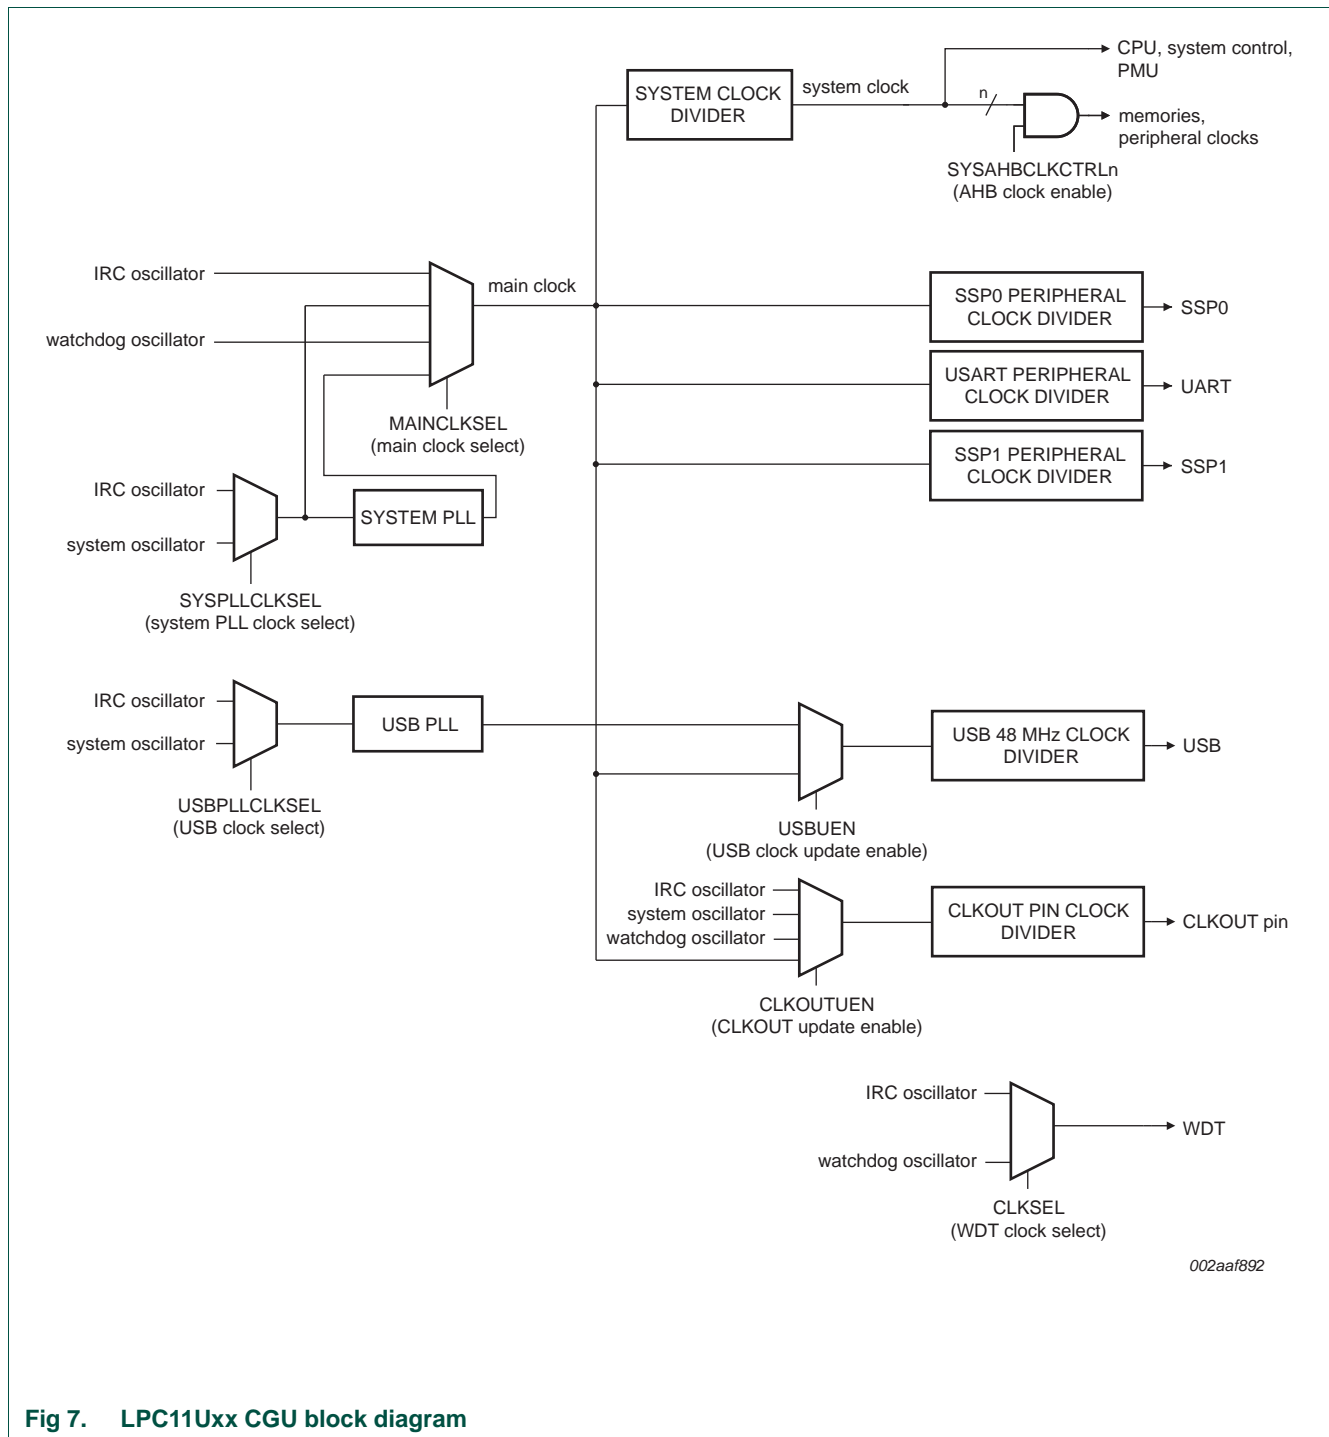 CPU, system control,
PMU
SYSTEM CLOCK
DIVIDER
system clock
n
memories,
peripheral clocks
SYSAHBCLKCTRLn
(AHB clock enable)
IRC oscillator
main clock
watchdog oscillator
MAINCLKSEL
(main clock select)
SSP0 PERIPHERAL
CLOCK DIVIDER
SSP0
USART PERIPHERAL
CLOCK DIVIDER
UART
SSP1 PERIPHERAL
CLOCK DIVIDER
SSP1
IRC oscillator
system oscillator
SYSTEM PLL
SYSPLLCLKSEL
(system PLL clock select)
IRC oscillator
system oscillator
USB PLL
USBPLLCLKSEL
(USB clock select)
USB 48 MHz CLOCK
DIVIDER
USB
USBUEN
(USB clock update enable)
IRC oscillator
system oscillator
watchdog oscillator
CLKOUT PIN CLOCK
DIVIDER
CLKOUT pin
CLKOUTUEN
(CLKOUT update enable)
IRC oscillator
watchdog oscillator
WDT
CLKSEL
(WDT clock select)
002aaf892
Fig 7. LPC11Uxx CGU block diagram